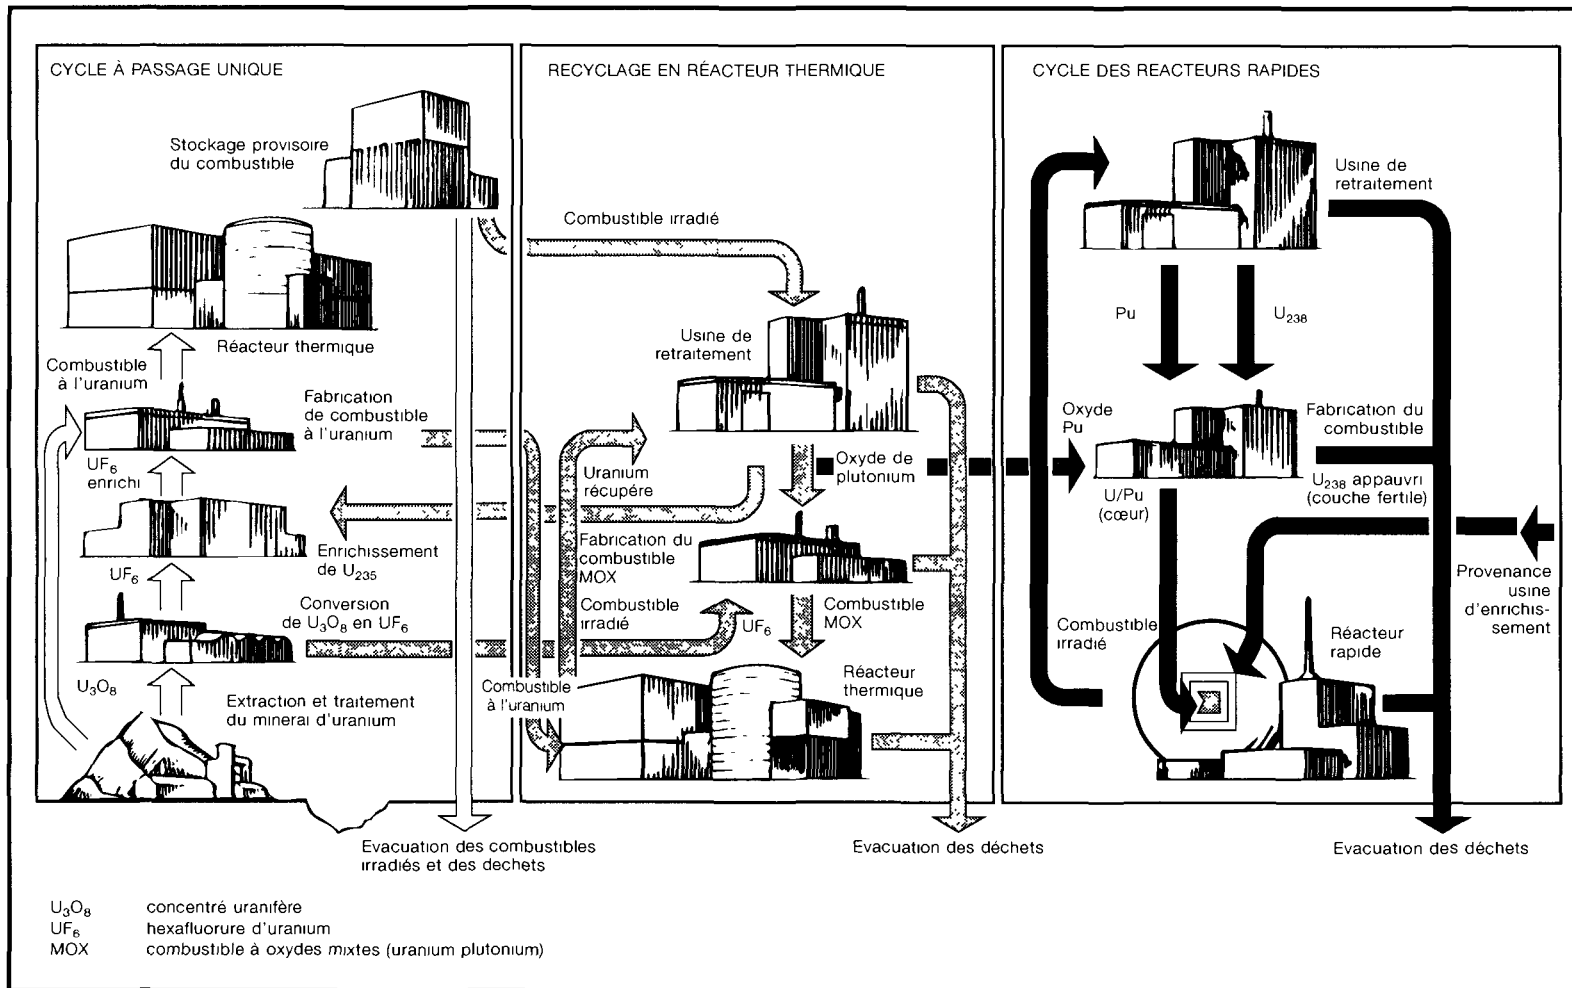 CYCLE À PASSAGE UNIQUE
Stockage provisoire
du combustible
Réacteur thermique
Combustible
à l'uranium
Fabrication
de combustible
à l'uranium
UF6
enrichi
Enrichissement
de U235
UF6
Conversion
de U3O8 en UF6
U3O8
Extraction et traitement
du minerai d'uranium
Evacuation des combustibles
irradiés et des dechets
RECYCLAGE EN RÉACTEUR THERMIQUE
Combustible irradié
Usine de
retraitement
Oxyde de
plutonium
Uranium
récupére
Fabrication du
combustible
MOX
Combustible
irradié
UF6
Combustible
MOX
Combustible
à l'uranium
Réacteur
thermique
Evacuation des déchets
CYCLE DES REACTEURS RAPIDES
Usine de
retraitement
Pu
U238
Oxyde
Pu
Fabrication du
combustible
U/Pu
(cœur)
U238 appauvri
(couche fertile)
Provenance
usine
d'enrichis-
sement
Combustible
irradié
Réacteur
rapide
Evacuation des déchets
U3O8 concentré uranifère
UF6 hexafluorure d'uranium
MOX combustible à oxydes mixtes (uranium plutonium)